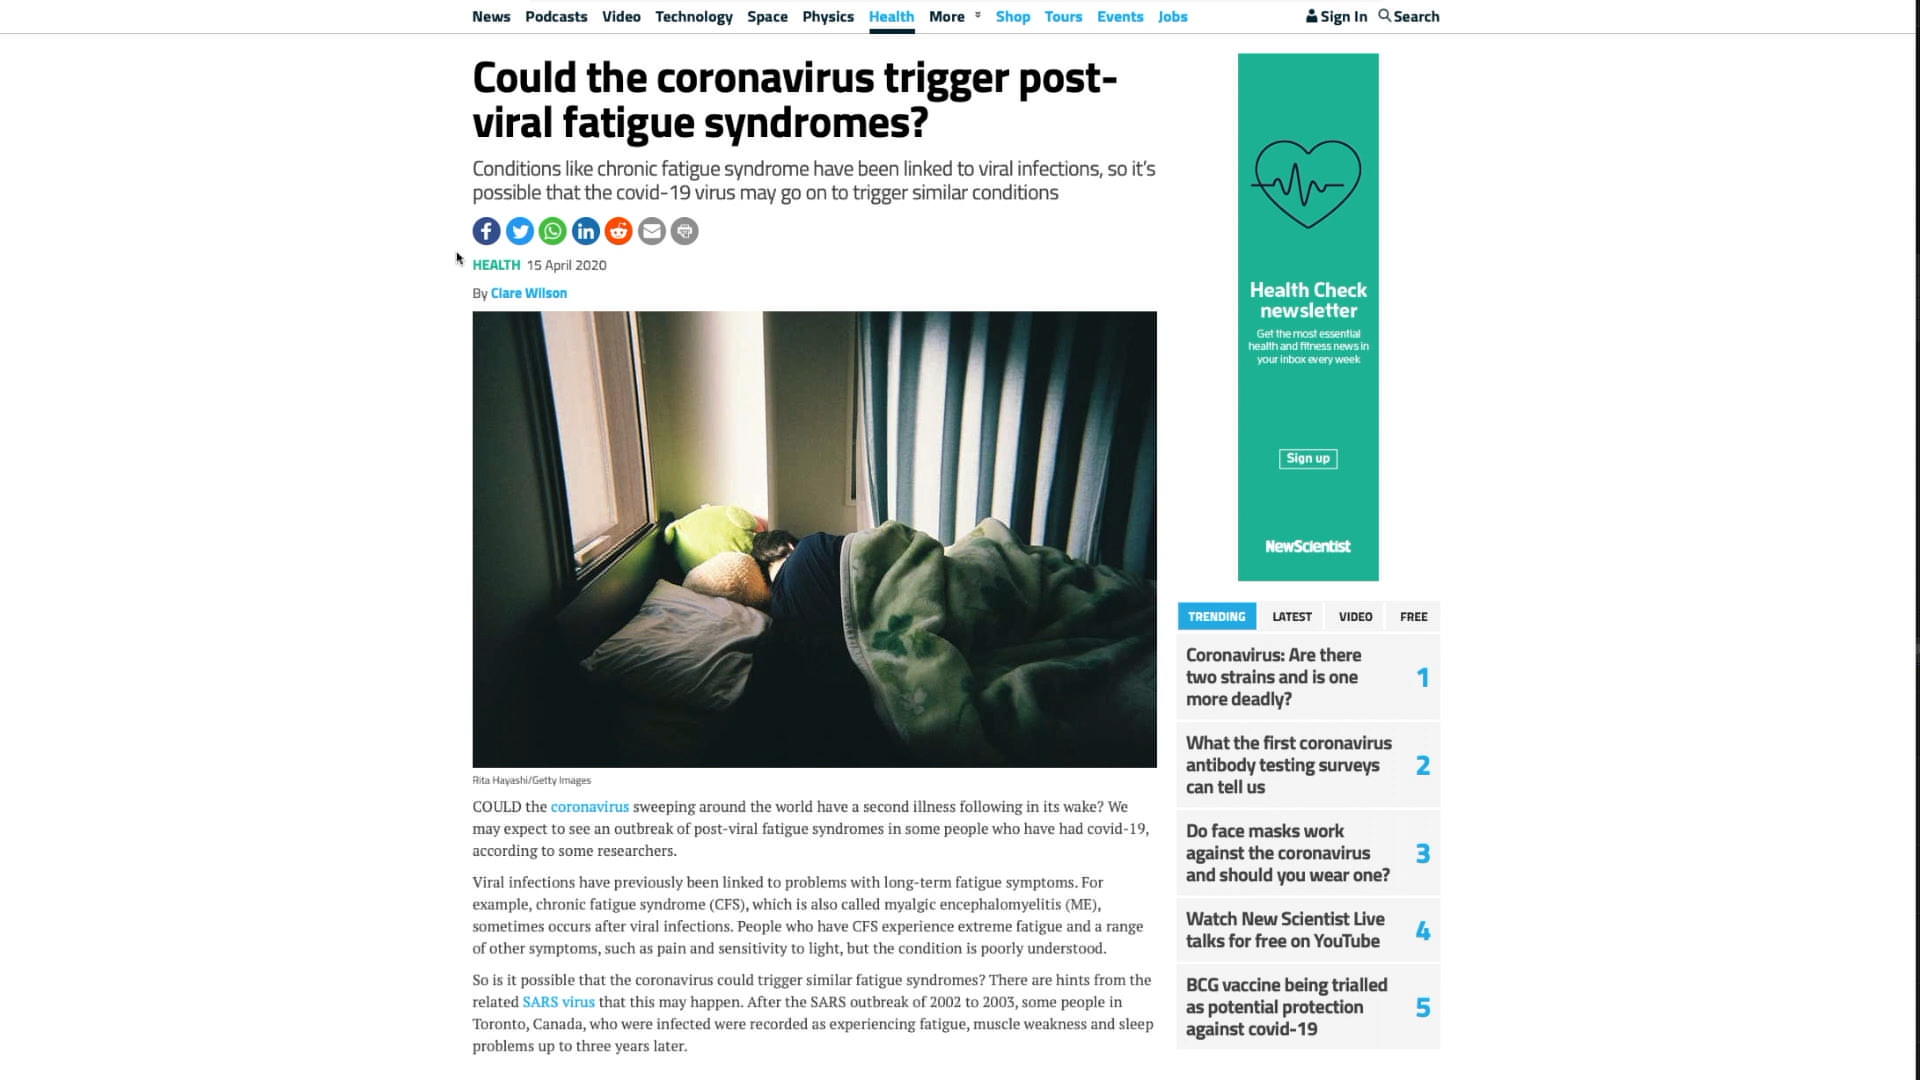 News Podcasts Video Technology Space Physics Health More Shop Tours Events Jobs Sign In Search
Could the coronavirus trigger post-
viral fatigue syndromes?
Conditions like chronic fatigue syndrome have been linked to viral infections, so it's
possible that the covid-19 virus may go on to trigger similar conditions
HEALTH 15 April 2020
By Clare Wilson
Rita Hayashi/Getty Images
COULD the coronavirus sweeping around the world have a second illness following in its wake? We
may expect to see an outbreak of post-viral fatigue syndromes in some people who have had covid-19,
according to some researchers.
Viral infections have previously been linked to problems with long-term fatigue symptoms. For
example, chronic fatigue syndrome (CFS), which is also called myalgic encephalomyelitis (ME),
sometimes occurs after viral infections. People who have CFS experience extreme fatigue and a range
of other symptoms, such as pain and sensitivity to light, but the condition is poorly understood.
So is it possible that the coronavirus could trigger similar fatigue syndromes? There are hints from the
related SARS virus that this may happen. After the SARS outbreak of 2002 to 2003, some people in
Toronto, Canada, who were infected were recorded as experiencing fatigue, muscle weakness and sleep
problems up to three years later.
Health Check
newsletter
Get the most essential
health and fitness news in
your inbox every week
Sign up
NewScientist
TRENDING LATEST VIDEO FREE
Coronavirus: Are there
two strains and is one
more deadly?
1
What the first coronavirus
antibody testing surveys
can tell us
2
Do face masks work
against the coronavirus
and should you wear one?
3
Watch New Scientist Live
talks for free on YouTube
4
BCG vaccine being trialled
as potential protection
against covid-19
5